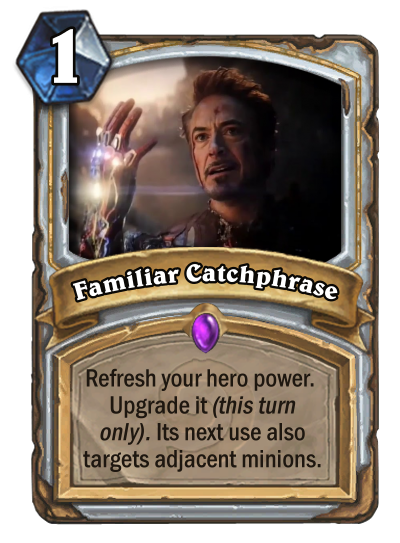 1
Familiar Catchphrase
Refresh your hero power.
Upgrade it (this turn
only). Its next use also
targets adjacent minions.